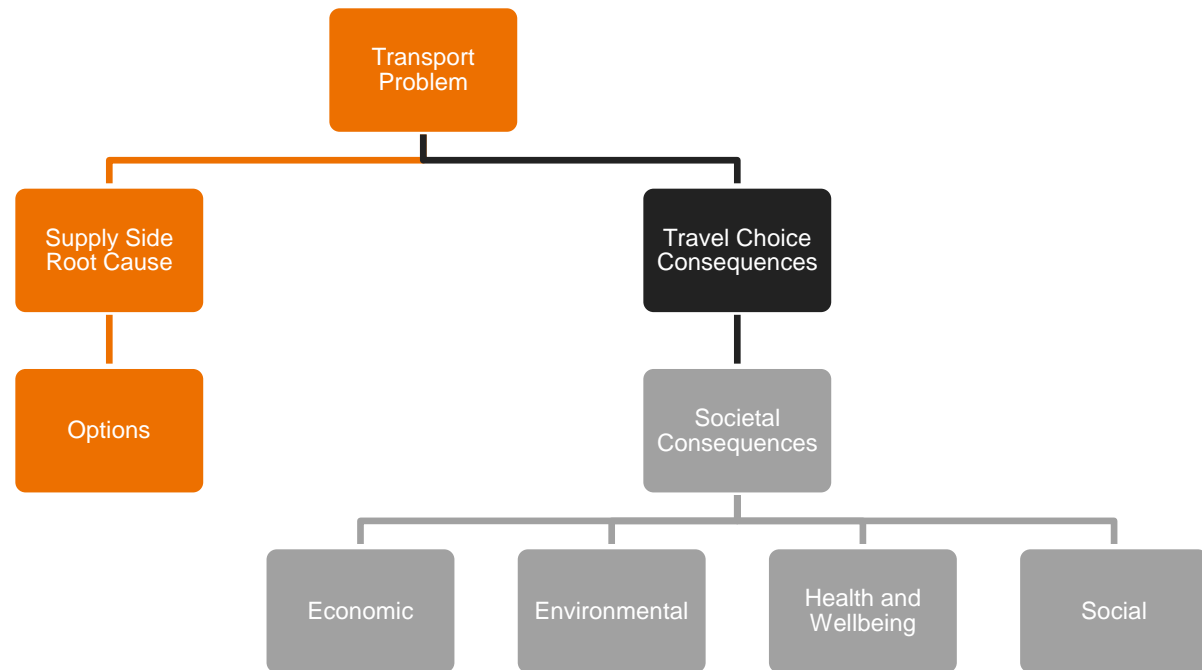 Transport
Problem
Supply Side
Root Cause
Travel Choice
Consequences
Options
Societal
Consequences
Economic
Environmental
Health and
Wellbeing
Social